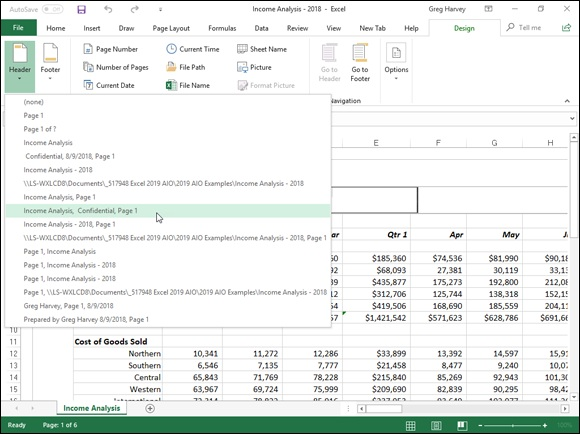 AutoSave Off Income Analysis - 2018 - Excel Greg Harvey
File Home Insert Draw Page Layout Formulas Data Review View New Tab Help Design Tell me
Header Footer Page Number Current Time Sheet Name Go to Header Go to Footer Options
Number of Pages File Path Picture
Current Date File Name Format Picture
Navigation
(none)
Page 1
Page 1 of ?
Income Analysis
Confidential, 8/9/2018, Page 1
Income Analysis - 2018
\\LS-WXLCD8\Documents\_517948 Excel 2019 AIO\2019 AIO Examples\Income Analysis - 2018
Income Analysis, Page 1
Income Analysis, Confidential, Page 1
Income Analysis - 2018, Page 1
\\LS-WXLCD8\Documents\_517948 Excel 2019 AIO\2019 AIO Examples\Income Analysis - 2018, Page 1
Page 1, Income Analysis
Page 1, Income Analysis - 2018
Page 1, Income Analysis - 2018
Page 1, \\LS-WXLCD8\Documents\_517948 Excel 2019 AIO\2019 AIO Examples\Income Analysis - 2018
Greg Harvey, Page 1, 8/9/2018
Prepared by Greg Harvey 8/9/2018, Page 1
E F G H
Qtr 1 Apr May
$185,360 $74,536 $81,990 $90,18
$68,093 27,381 30,119 33,13
$435,877 175,273 192,800 212,08
$312,706 125,744 138,318 152,15
$419,506 168,690 185,559 204,11
$1,421,542 $571,623 $628,786 $691,66
10
11 Cost of Goods Sold
12 Northern 10,341 11,272 12,286 $33,899 13,392 14,597 15,91
13 Southern 6,546 7,135 7,777 $21,458 8,477 9,240 10,07
14 Central 65,843 71,769 78,228 $215,840 85,269 92,943 101,30
15 Western 63,967 69,724 75,999 $209,690 82,839 90,295 98,42
Income Analysis
Ready Page: 1 of 6 100%